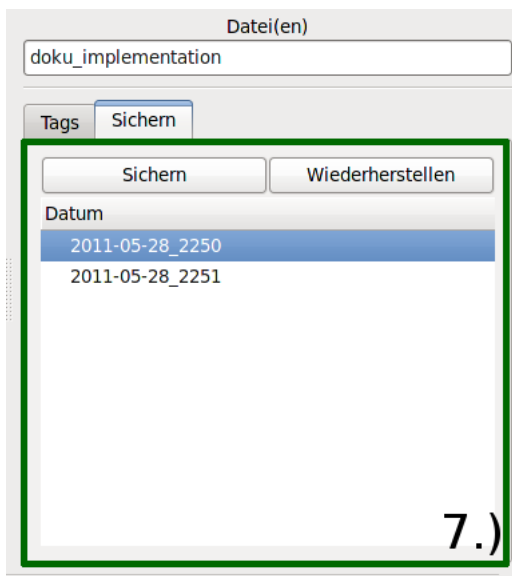 Datei(en)
doku_implementation
Tags Sichern
Sichern Wiederherstellen
Datum
2011-05-28_2250
2011-05-28_2251
7.)